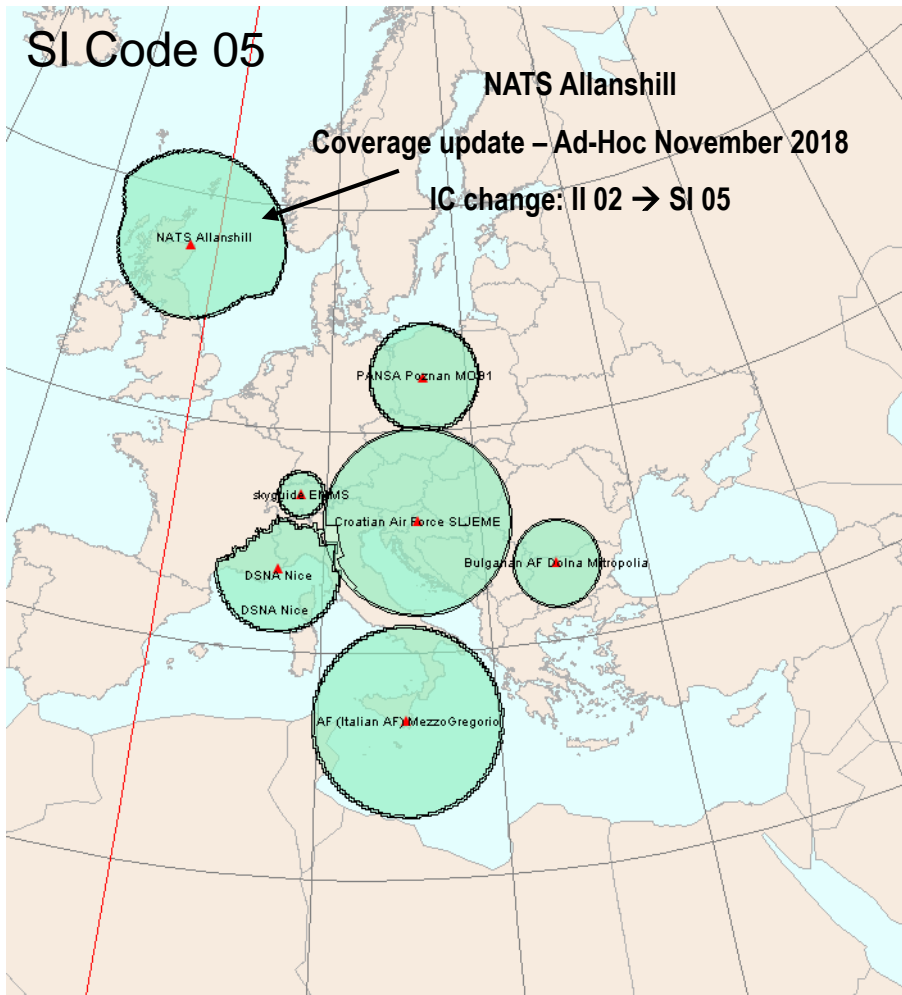 SI Code 05
NATS Allanshill
Coverage update – Ad-Hoc November 2018
IC change: II 02 → SI 05
NATS Allanshill
PANSA Poznan MOB1
skyguide EMMS
Croatian Air Force SLJEME
Bulgarian AF Dolna Mitropolia
DSNA Nice
DSNA Nice
AF (Italian AF) MezzoGregorio